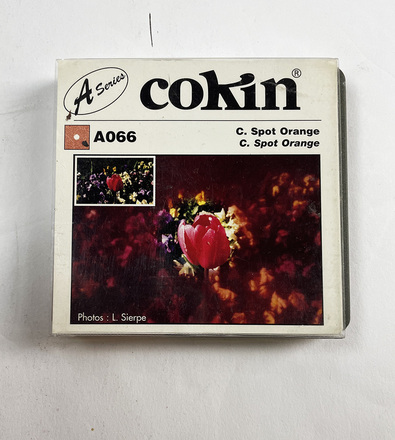 A Series
cokin®
A066
C. Spot Orange
C. Spot Orange
Photos : L. Sierpe